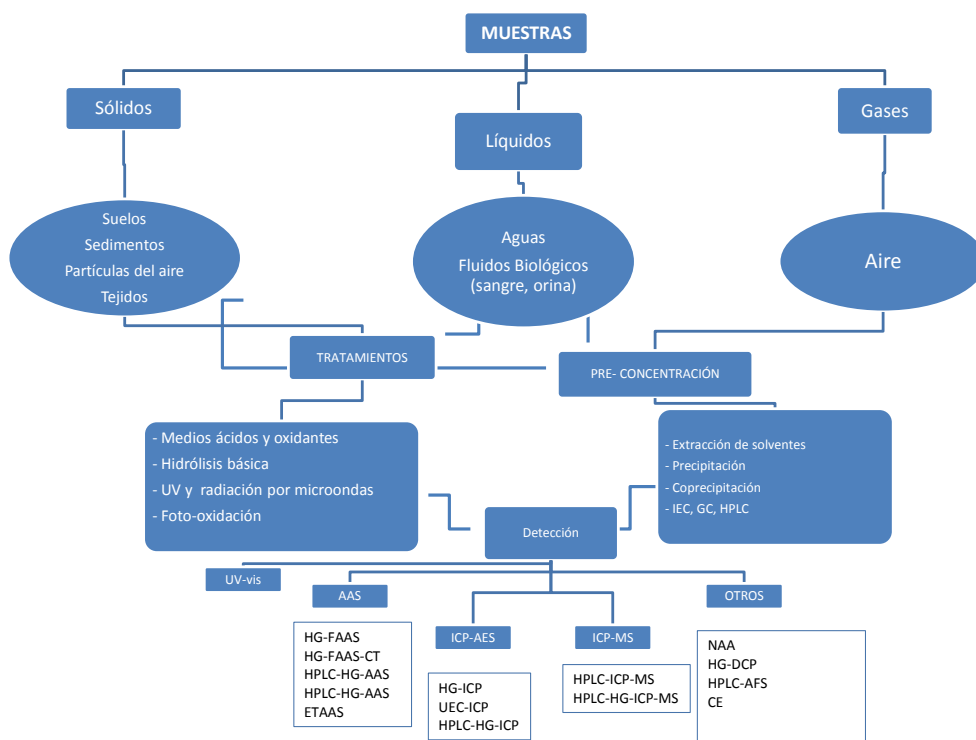 MUESTRAS
Sólidos
Líquidos
Gases
Suelos
Sedimentos
Partículas del aire
Tejidos
Aguas
Fluidos Biológicos
(sangre, orina)
Aire
TRATAMIENTOS
PRE- CONCENTRACIÓN
- Medios ácidos y oxidantes
- Hidrólisis básica
- UV y radiación por microondas
- Foto-oxidación
- Extracción de solventes
- Precipitación
- Coprecipitación
- IEC, GC, HPLC
Detección
UV-vis
AAS
ICP-AES
ICP-MS
OTROS
HG-FAAS
HG-FAAS-CT
HPLC-HG-AAS
HPLC-HG-AAS
ETAAS
HG-ICP
UEC-ICP
HPLC-HG-ICP
HPLC-ICP-MS
HPLC-HG-ICP-MS
NAA
HG-DCP
HPLC-AFS
CE